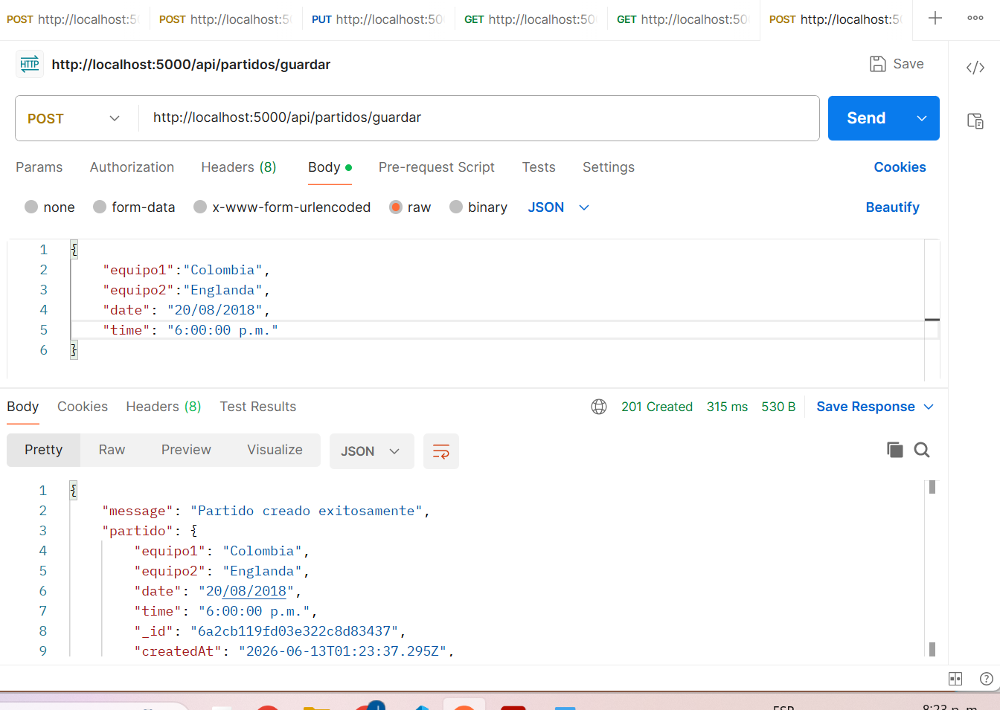 POST http://localhost:5 POST http://localhost:5 PUT http://localhost:50 GET http://localhost:50 GET http://localhost:50 POST http://localhost:50
HTTP http://localhost:5000/api/partidos/guardar Save
POST http://localhost:5000/api/partidos/guardar Send
Params Authorization Headers (8) Body Pre-request Script Tests Settings Cookies
none form-data x-www-form-urlencoded raw binary JSON Beautify
1 {
2 "equipo1":"Colombia",
3 "equipo2":"Englanda",
4 "date": "20/08/2018",
5 "time": "6:00:00 p.m."
6 }
Body Cookies Headers (8) Test Results 201 Created 315 ms 530 B Save Response
Pretty Raw Preview Visualize JSON
1 {
2 "message": "Partido creado exitosamente",
3 "partido": {
4 "equipo1": "Colombia",
5 "equipo2": "Englanda",
6 "date": "20/08/2018",
7 "time": "6:00:00 p.m.",
8 "_id": "6a2cb119fd03e322c8d83437",
9 "createdAt": "2026-06-13T01:23:37.295Z",
ESP 8:23 p. m.